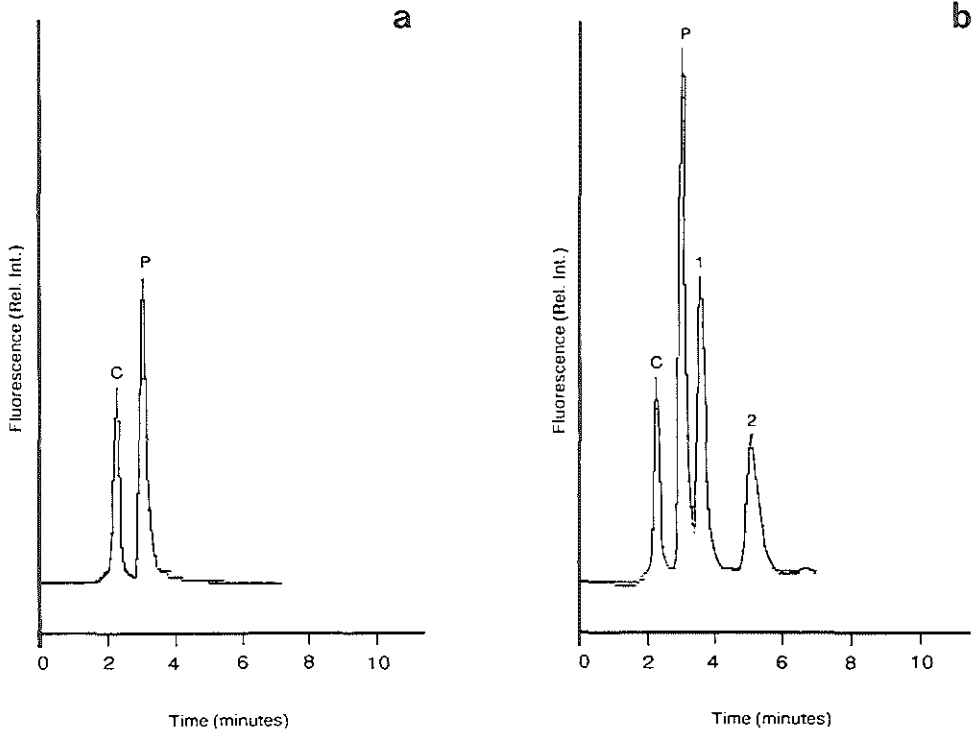 a
Fluorescence (Rel. Int.)
C
P
0 2 4 6 8 10
Time (minutes)
b
Fluorescence (Rel. Int.)
C
P
1
2
0 2 4 6 8 10
Time (minutes)